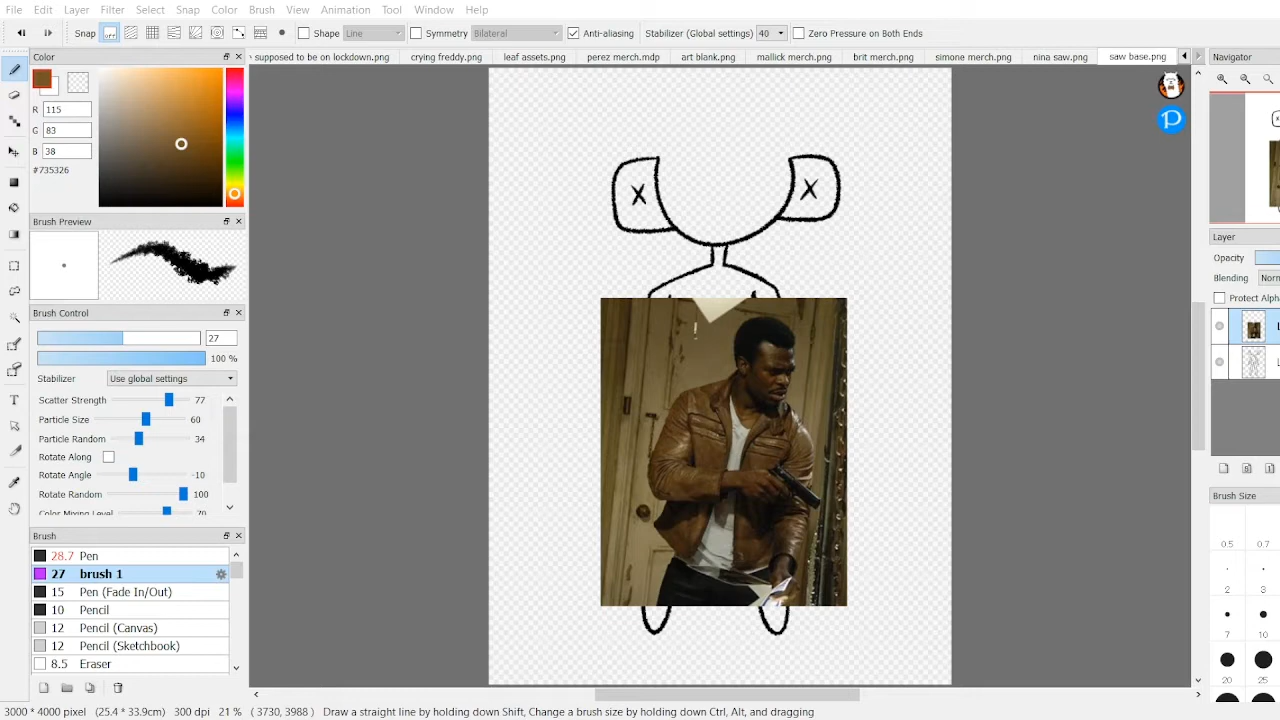 File Edit Layer Filter Select Snap Color Brush View Animation Tool Window Help
Snap off Shape Line Symmetry Bilateral Anti-aliasing Stabilizer (Global settings) 40 Zero Pressure on Both Ends
Color
supposed to be on lockdown.png crying freddy.png leaf assets.png perez merch.png art blank.png mallick merch.png brit merch.png simone merch.png nina saw.png saw base.png
Navigator
R 115
G 83
B 38
#735326
Brush Preview
Layer
Opacity
Blending Norm
Protect Alpha
Brush Control
27
100 %
Stabilizer Use global settings
Scatter Strength 77
Particle Size 60
Particle Random 34
Rotate Along
Rotate Angle -10
Rotate Random 100
Color Mixing Level 70
Brush
28.7 Pen
27 brush 1
15 Pen (Fade In/Out)
10 Pencil
12 Pencil (Canvas)
12 Pencil (Sketchbook)
8.5 Eraser
Brush Size
0.5 0.7
2 3
7 10
20 25
3000 * 4000 pixel (25.4 * 33.9cm) 300 dpi 21 % ( 3730, 3988 ) Draw a straight line by holding down Shift, Change a brush size by holding down Ctrl, Alt, and dragging